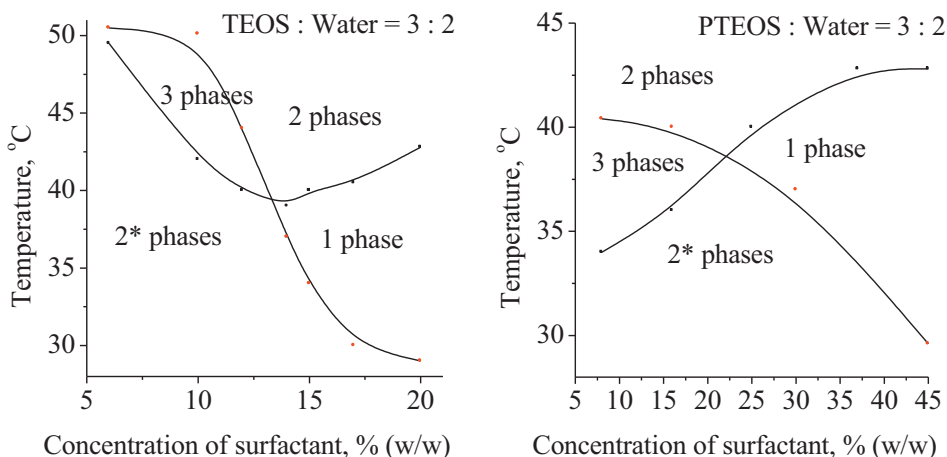 TEOS : Water = 3 : 2
50
3 phases
2 phases
40
2* phases
1 phase
30
Temperature, °C
5
10
15
20
Concentration of surfactant, % (w/w)
PTEOS : Water = 3 : 2
45
2 phases
40
1 phase
3 phases
35
2* phases
30
Temperature, °C
5 10 15 20 25 30 35 40 45
Concentration of surfactant, % (w/w)